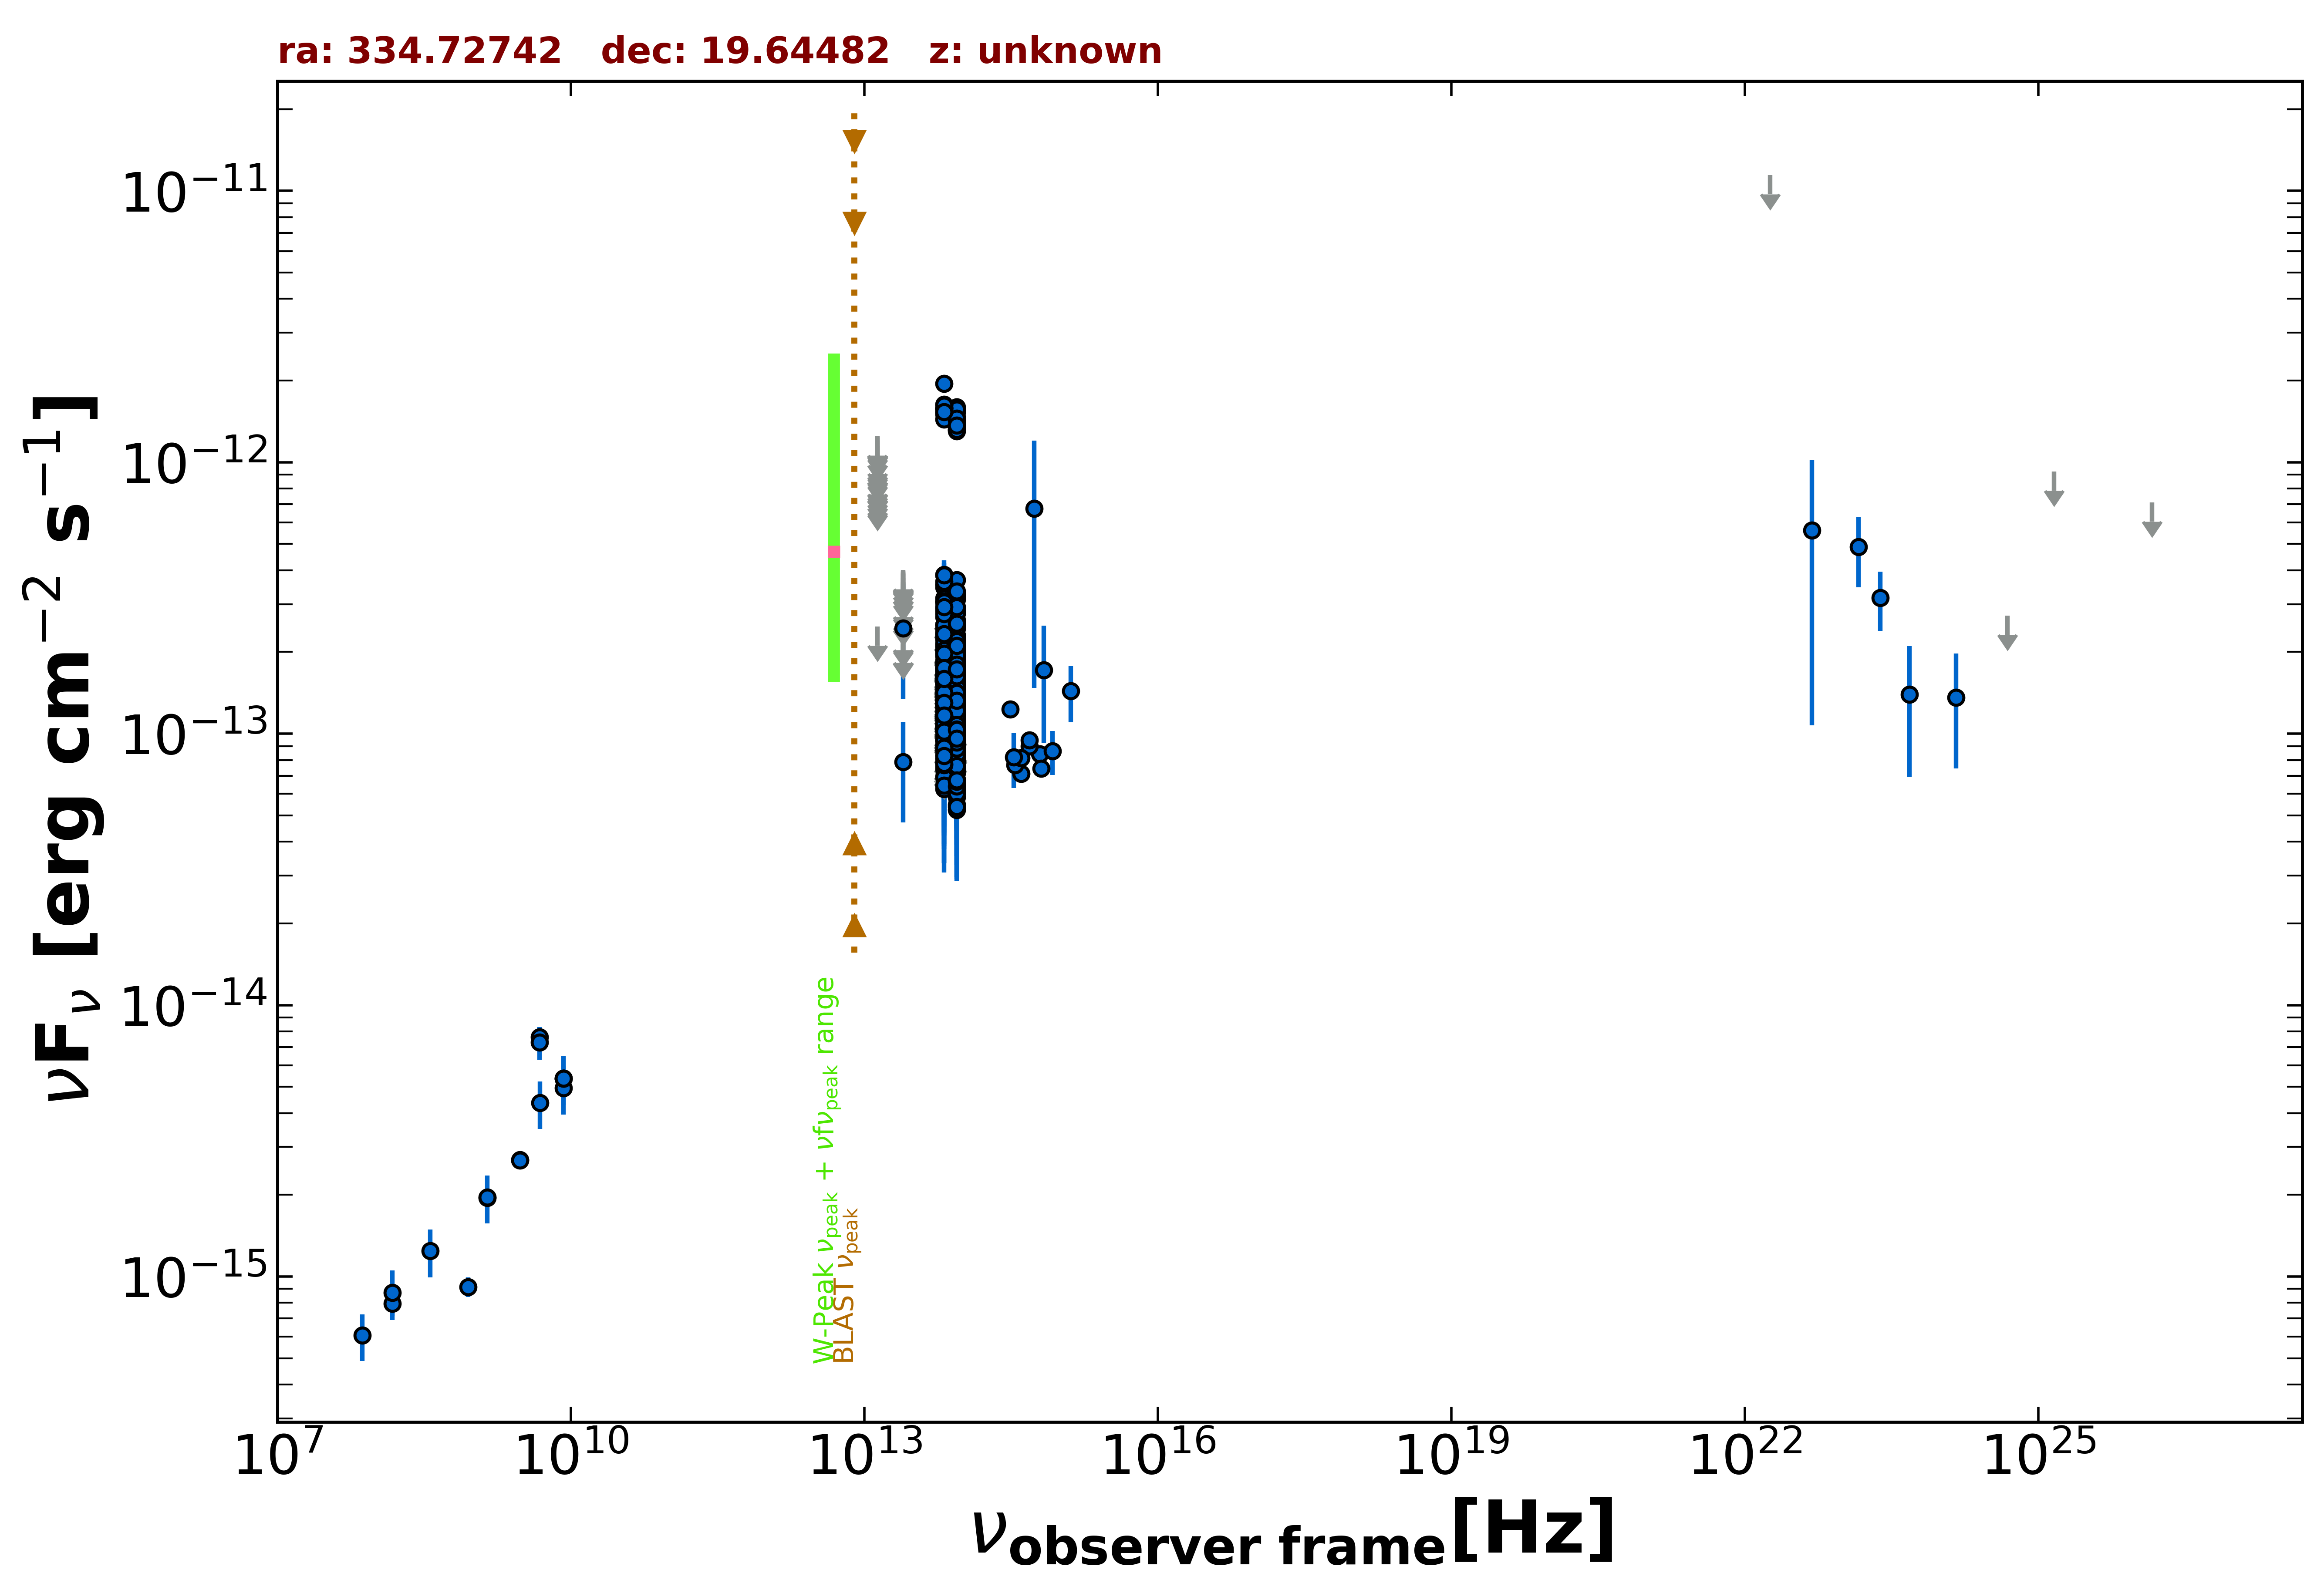 ra: 334.72742   dec: 19.64482   z: unknown
10⁻¹¹
10⁻¹²
10⁻¹³
10⁻¹⁴
10⁻¹⁵
νFν [erg cm⁻² s⁻¹]
W-Peak νpeak + νfνpeak range
BLAST νpeak
10⁷ 10¹⁰ 10¹³ 10¹⁶ 10¹⁹ 10²² 10²⁵
νobserver frame[Hz]